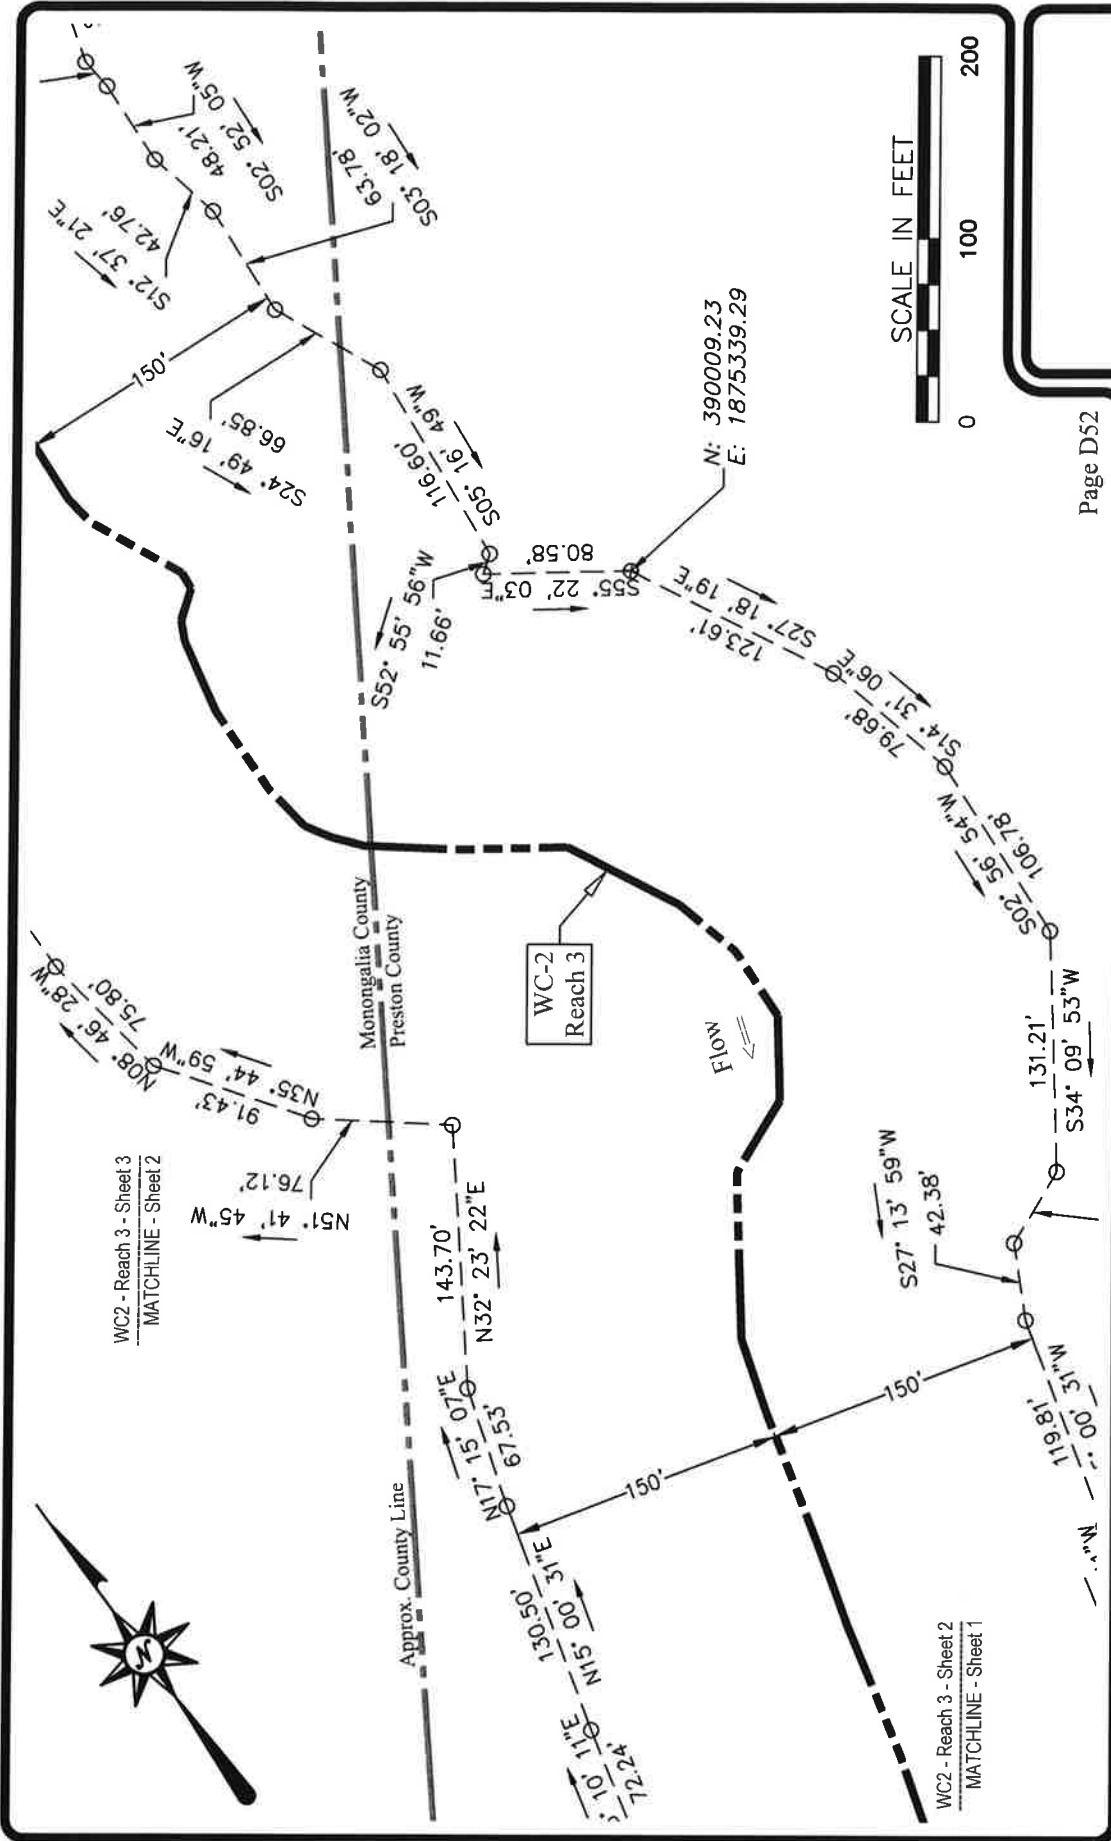 WC2 - Reach 3 - Sheet 3
MATCHLINE - Sheet 2
N08° 46' 28"W
75.80'
N35° 44' 59"W
91.43'
N51° 41' 45"W
76.12'
143.70'
N32° 23' 22"E
N17° 15' 07"E
67.53'
130.50'
N15° 00' 31"E
10' 11"E
72.24'
N
Approx. County Line
Monongalia County
Preston County
150'
S24° 49' 16"E
66.85'
S12° 37' 21"E
42.76'
48.21'
S02° 52' 05"W
63.78'
S03° 18' 02"W
116.60'
S05° 16' 49"W
S52° 55' 56"W
11.66'
80.58'
S55° 22' 03"E
N: 390009.23
E: 1875339.29
123.61'
S27° 18' 19"E
79.68'
S14° 31' 06"E
S02° 56' 54"W
106.78'
131.21'
S34° 09' 53"W
S27° 13' 59"W
42.38'
119.81'
00' 31"W
"W
150'
150'
WC-2
Reach 3
Flow
WC2 - Reach 3 - Sheet 2
MATCHLINE - Sheet 1
SCALE IN FEET
0 100 200
Page D52